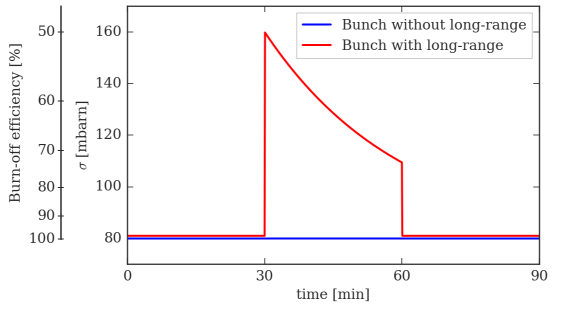 Bunch without long-range
Bunch with long-range
Burn-off efficiency [%]
50
60
70
80
90
100
σ [mbarn]
160
140
120
100
80
0 30 60 90
time [min]